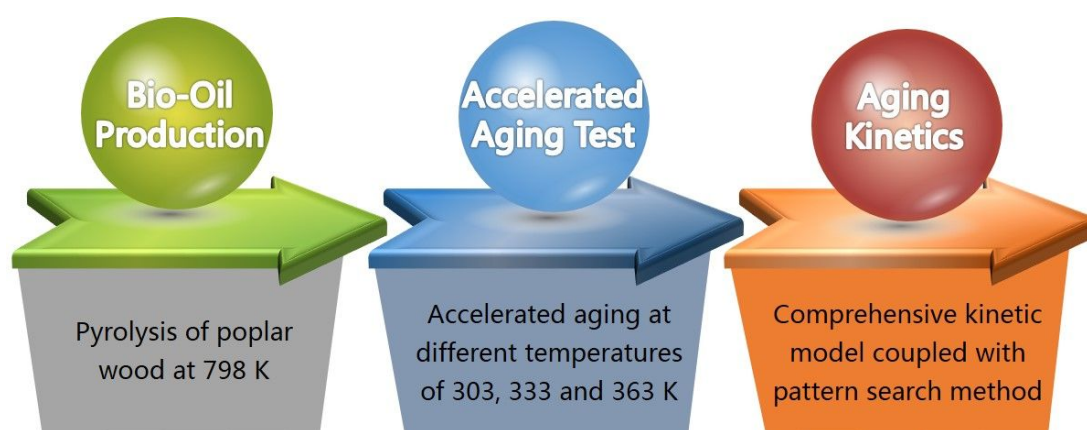 Bio-Oil
Production
Pyrolysis of poplar
wood at 798 K
Accelerated
Aging Test
Accelerated aging at
different temperatures
of 303, 333 and 363 K
Aging
Kinetics
Comprehensive kinetic
model coupled with
pattern search method